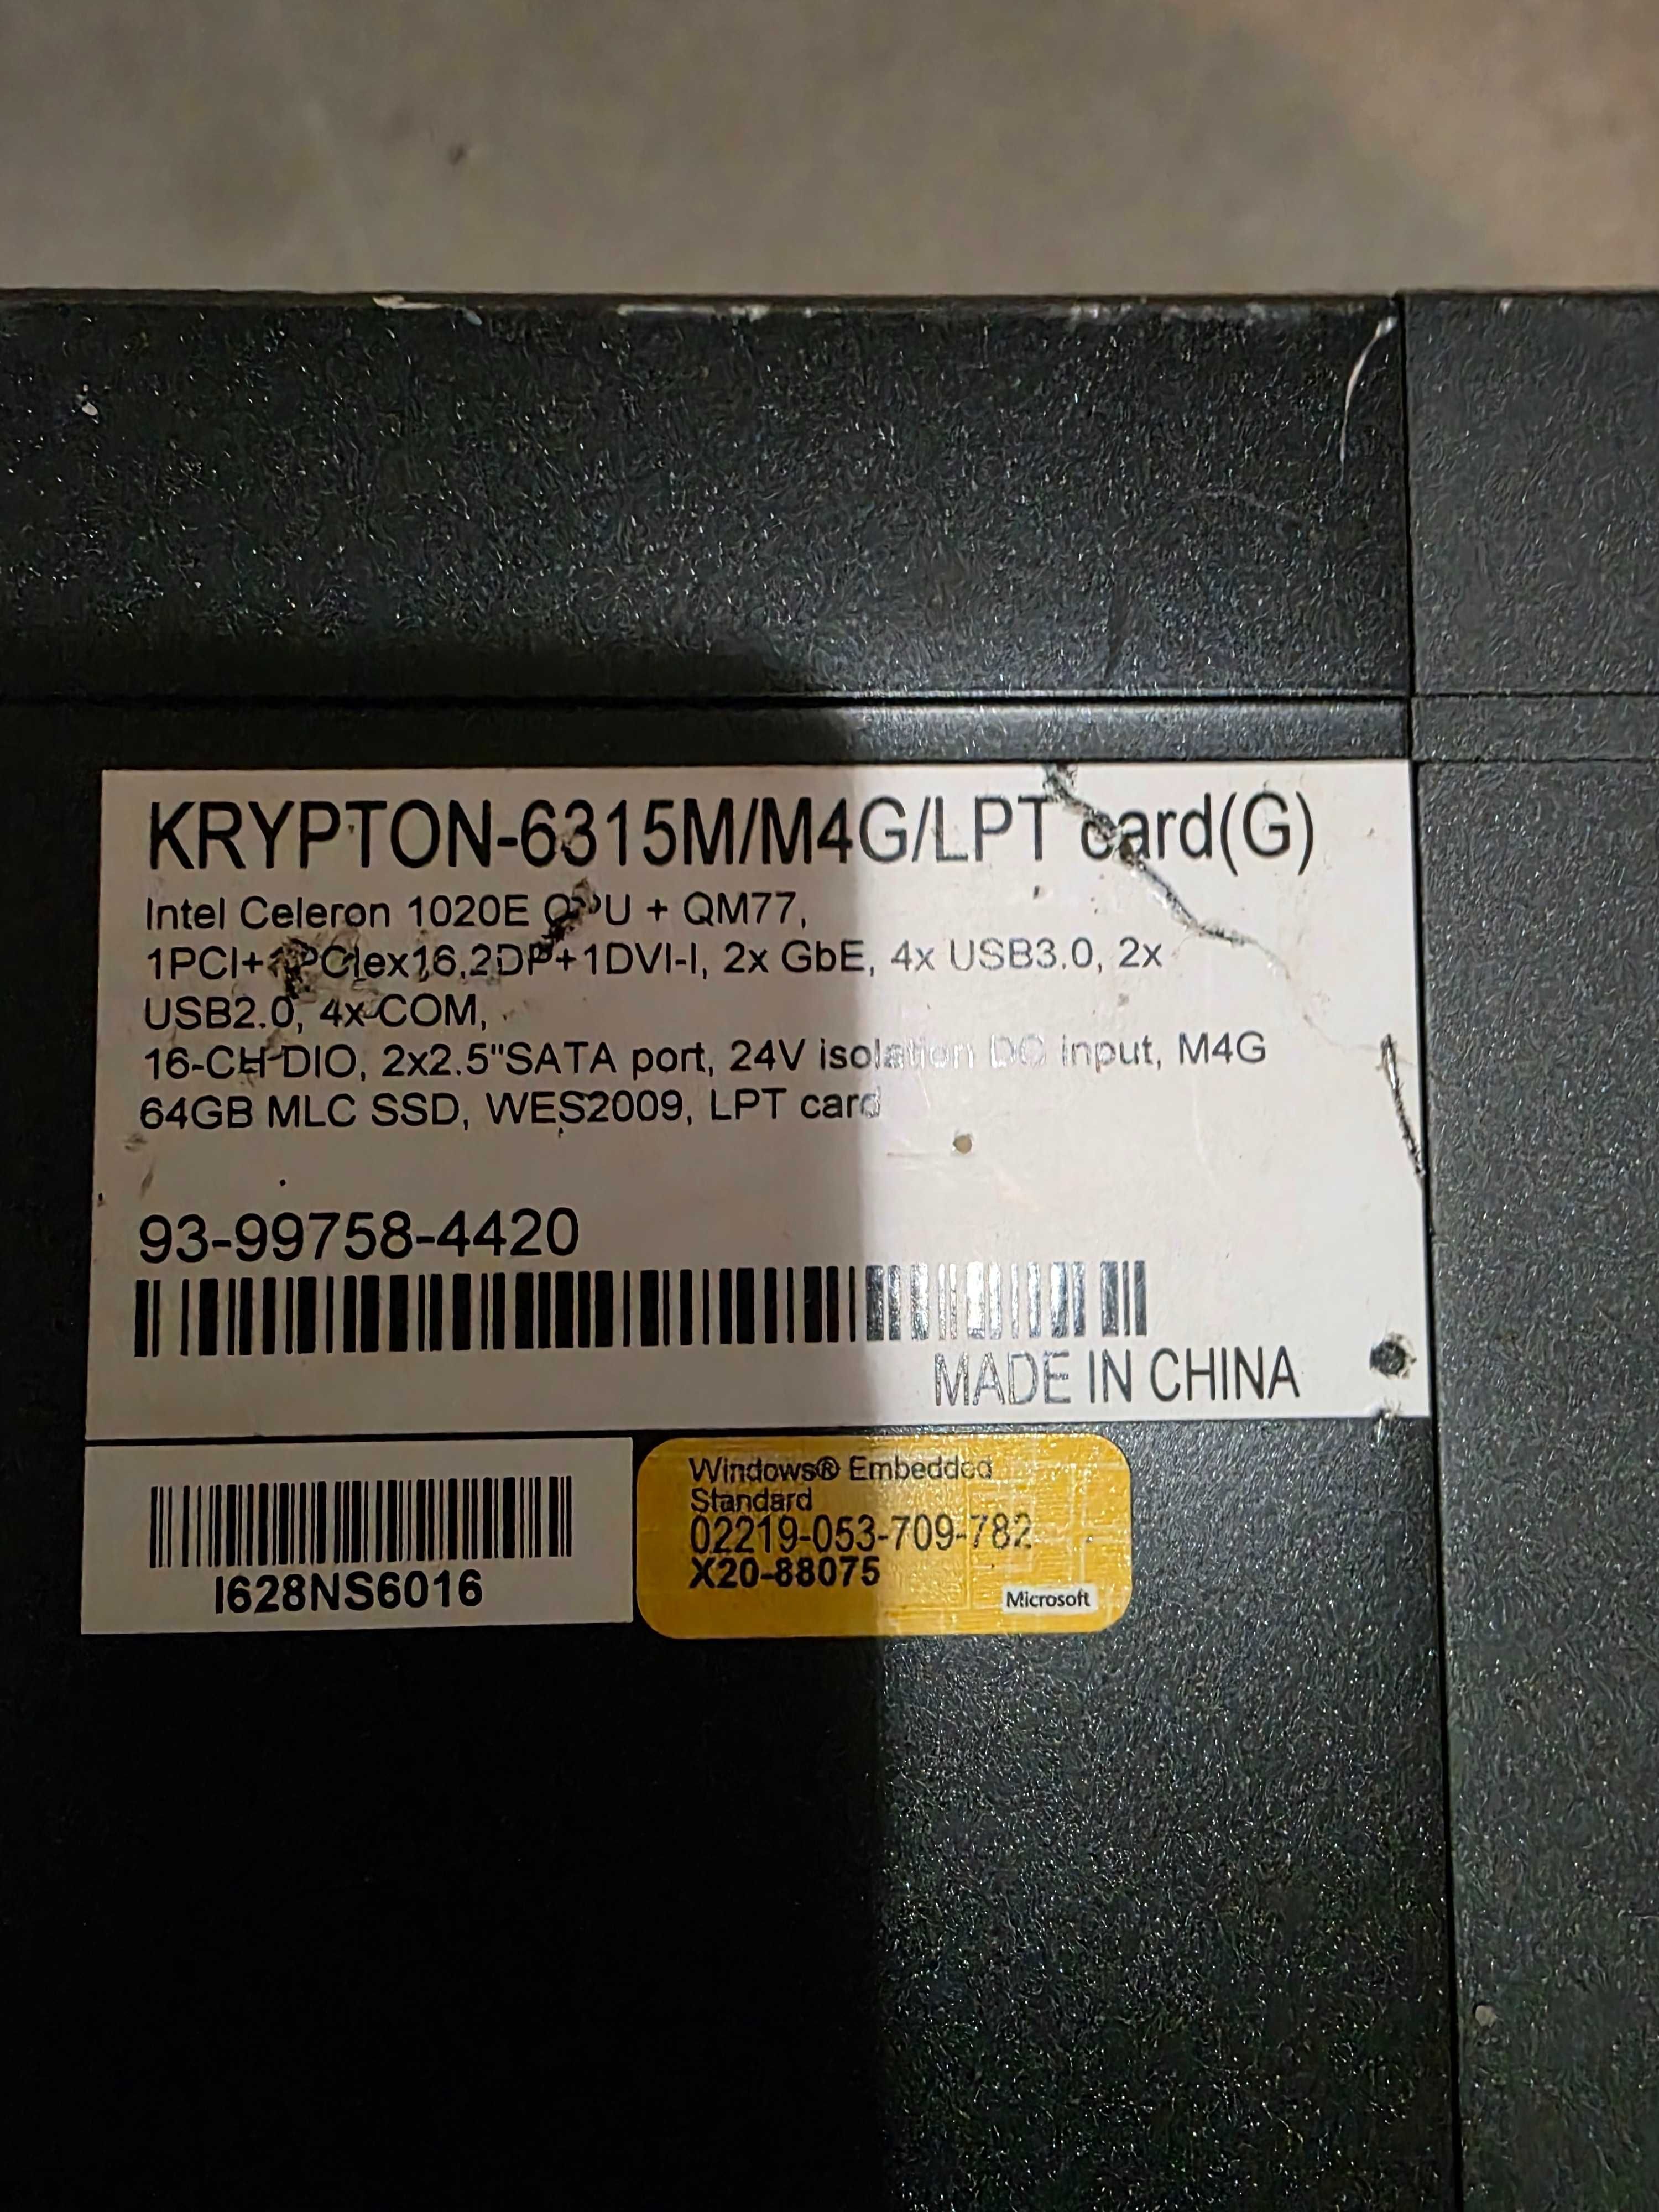 KRYPTON-6315M/M4G/LPT card(G)
Intel Celeron 1020E CPU + QM77,
1PCI+1PCIex16,2DP+1DVI-I, 2x GbE, 4x USB3.0, 2x
USB2.0, 4x COM,
16-CH DIO, 2x2.5"SATA port, 24V isolation DC input, M4G
64GB MLC SSD, WES2009, LPT card
93-99758-4420
MADE IN CHINA
I628NS6016
Windows® Embedded
Standard
02219-053-709-782
X20-88075
Microsoft